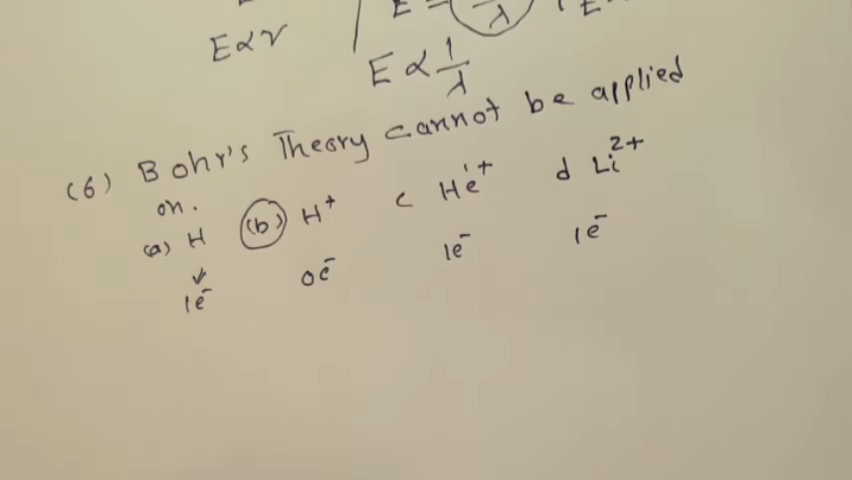 E∝ν
E =
λ
E
E ∝ 1/λ
(6) Bohr's Theory cannot be applied
on.
(a) H (b) H⁺ c He¹⁺ d Li²⁺
1e⁻ 0e⁻ 1e⁻ 1e⁻